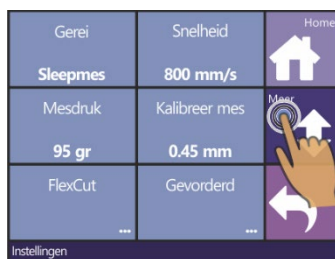 Gerei
Snelheid
Home
Sleepmes
800 mm/s
Mesdruk
Kalibreer mes
Meer
95 gr
0.45 mm
FlexCut
Gevorderd
...
...
Instellingen